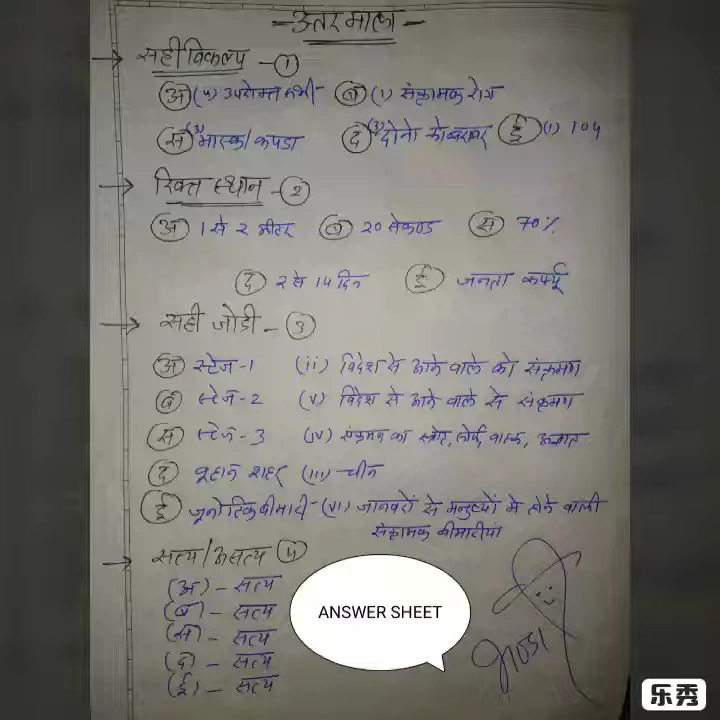 -उत्तरमाला-
→ सही विकल्प - ①
(अ) (४) उपरोक्त सभी (ब) (1) संक्रामक रोग
(स) (3) मास्क/कपडा (द) (3) दोनो को बराबर (ई) (1) 104
→ रिक्त स्थान - ②
(अ) 1 से 2 मीटर (ब) 20 सेकण्ड (स) 70%
(द) 2 से 14 दिन (ई) जनता कर्फ्यू
→ सही जोडी - ③
(अ) स्टेज-1 (ii) विदेश से आने वाले को संक्रमण
(ब) स्टेज-2 (v) विदेश से आने वाले से संक्रमण
(स) स्टेज-3 (iv) संक्रमण का स्त्रोत, अज्ञात
(द) वूहान शहर (iii) चीन
(ई) जूनोटिक बीमारी - (vi) जानवरों से मनुष्यों मे होने वाली
संक्रामक बीमारीयां
→ सत्य/असत्य ④
(अ) - सत्य
(ब) - सत्य
(स) - सत्य
(द) - सत्य
(ई) - सत्य
ANSWER SHEET
乐秀